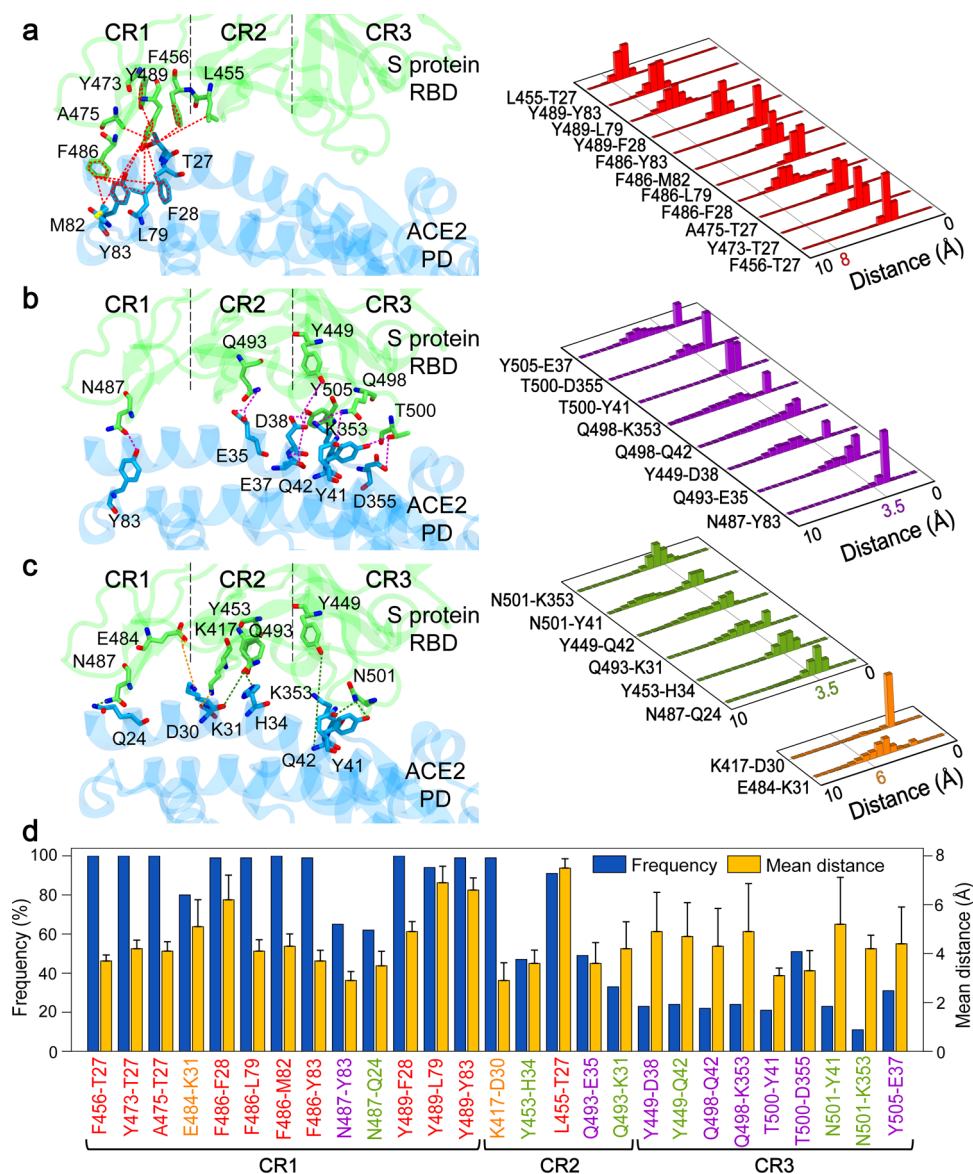 a
CR1
CR2
CR3
S protein
RBD
F456
Y489
L455
Y473
A475
F486
T27
M82
F28
L79
Y83
ACE2
PD
L455-T27
Y489-Y83
Y489-L79
Y489-F28
F486-Y83
F486-M82
F486-L79
F486-F28
A475-T27
Y473-T27
F456-T27
10
8
0
Distance (Å)
b
CR1
CR2
CR3
Y449
S protein
RBD
Q493
N487
Y505
Q498
T500
D38
K353
E35
E37
Q42
Y41
D355
Y83
ACE2
PD
Y505-E37
T500-D355
T500-Y41
Q498-K353
Q498-Q42
Y449-D38
Q493-E35
N487-Y83
10
3.5
0
Distance (Å)
c
CR1
CR2
CR3
Y453
Y449
S protein
RBD
E484
K417
Q493
N487
K353
N501
Q24
D30
K31
H34
Q42
Y41
ACE2
PD
N501-K353
N501-Y41
Y449-Q42
Q493-K31
Y453-H34
N487-Q24
10
3.5
0
K417-D30
E484-K31
10
6
0
Distance (Å)
d
Frequency
Mean distance
Frequency (%)
100
80
60
40
20
0
Mean distance (Å)
8
6
4
2
0
F456-T27
Y473-T27
A475-T27
E484-K31
F486-F28
F486-L79
F486-M82
F486-Y83
N487-Y83
N487-Q24
Y489-F28
Y489-L79
Y489-Y83
K417-D30
Y453-H34
L455-T27
Q493-E35
Q493-K31
Y449-D38
Y449-Q42
Q498-Q42
Q498-K353
T500-Y41
T500-D355
N501-Y41
N501-K353
Y505-E37
CR1
CR2
CR3